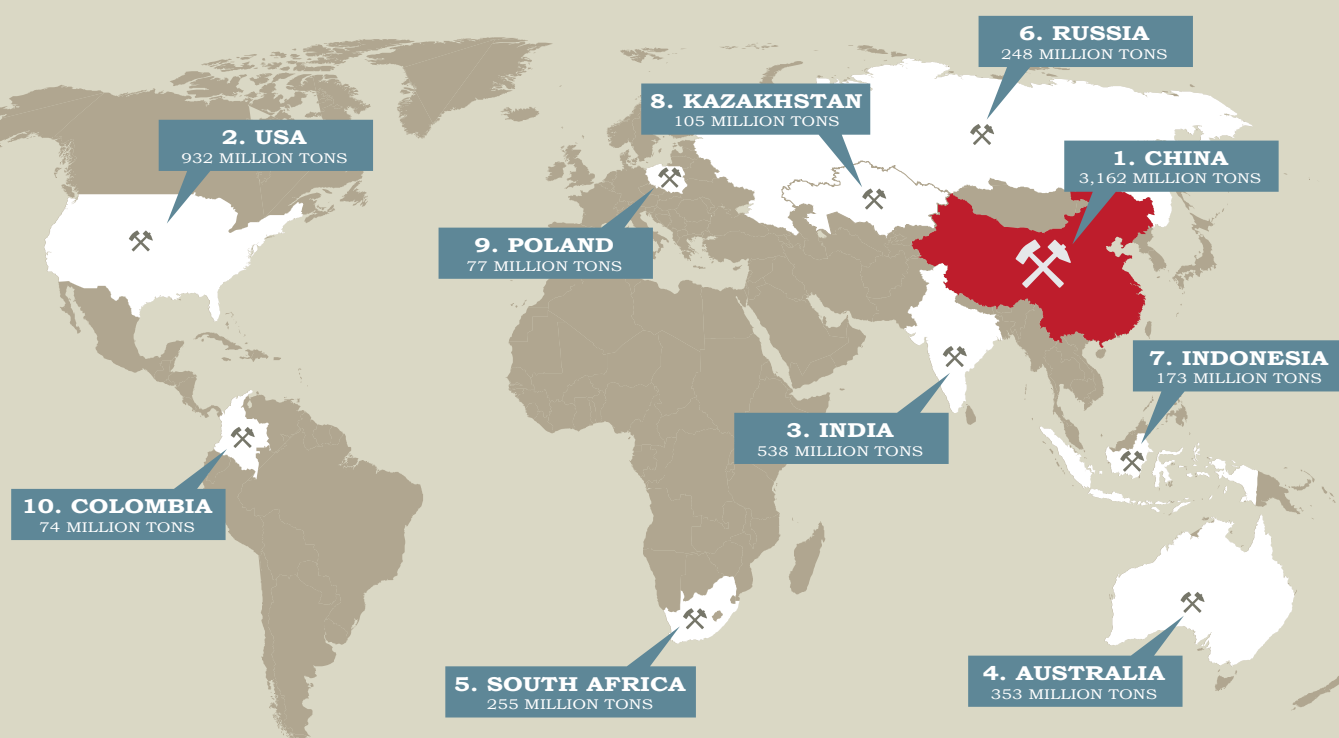 6. RUSSIA
248 MILLION TONS
8. KAZAKHSTAN
105 MILLION TONS
2. USA
932 MILLION TONS
1. CHINA
3,162 MILLION TONS
9. POLAND
77 MILLION TONS
7. INDONESIA
173 MILLION TONS
3. INDIA
538 MILLION TONS
10. COLOMBIA
74 MILLION TONS
5. SOUTH AFRICA
255 MILLION TONS
4. AUSTRALIA
353 MILLION TONS